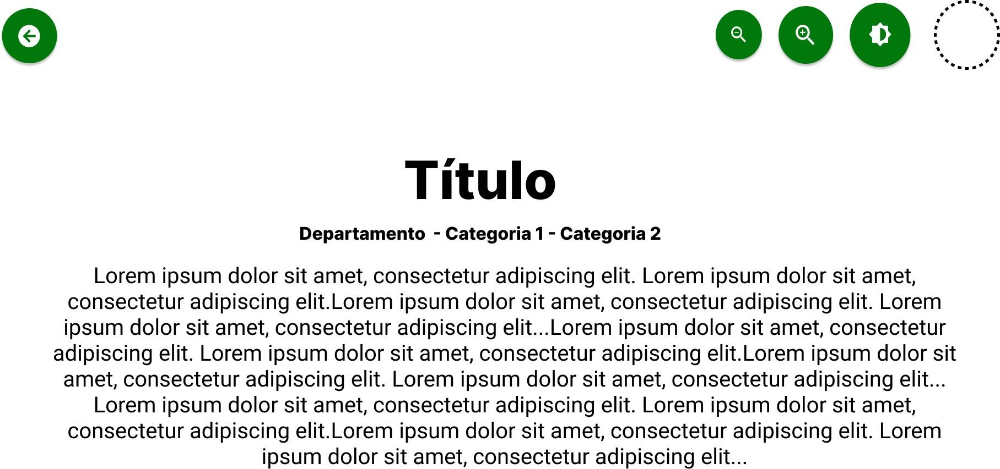 Título
Departamento  - Categoria 1 - Categoria 2
Lorem ipsum dolor sit amet, consectetur adipiscing elit. Lorem ipsum dolor sit amet,
consectetur adipiscing elit.Lorem ipsum dolor sit amet, consectetur adipiscing elit. Lorem
ipsum dolor sit amet, consectetur adipiscing elit...Lorem ipsum dolor sit amet, consectetur
adipiscing elit. Lorem ipsum dolor sit amet, consectetur adipiscing elit.Lorem ipsum dolor sit
amet, consectetur adipiscing elit. Lorem ipsum dolor sit amet, consectetur adipiscing elit...
Lorem ipsum dolor sit amet, consectetur adipiscing elit. Lorem ipsum dolor sit amet,
consectetur adipiscing elit.Lorem ipsum dolor sit amet, consectetur adipiscing elit. Lorem
ipsum dolor sit amet, consectetur adipiscing elit...